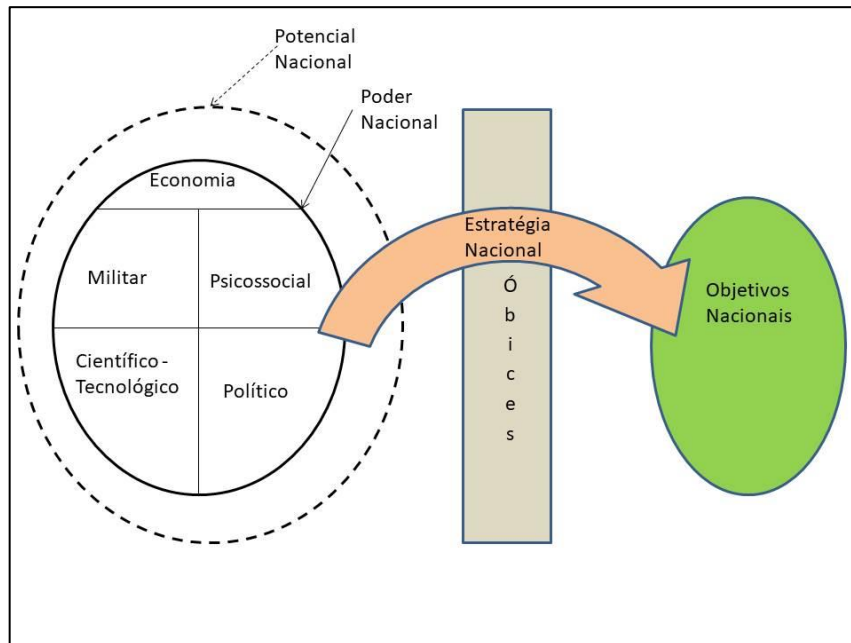 Potencial
Nacional
Poder
Nacional
Economia
Militar
Psicossocial
Científico -
Tecnológico
Político
Estratégia
Nacional
Ó
b
i
c
e
s
Objetivos
Nacionais